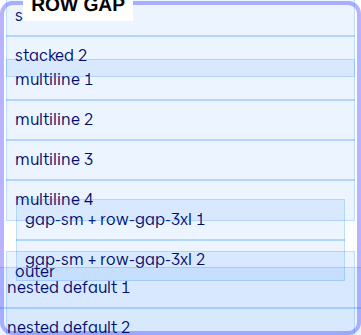 ROW GAP
stacked 2
multiline 1
multiline 2
multiline 3
multiline 4
gap-sm + row-gap-3xl 1
gap-sm + row-gap-3xl 2
outer
nested default 1
nested default 2